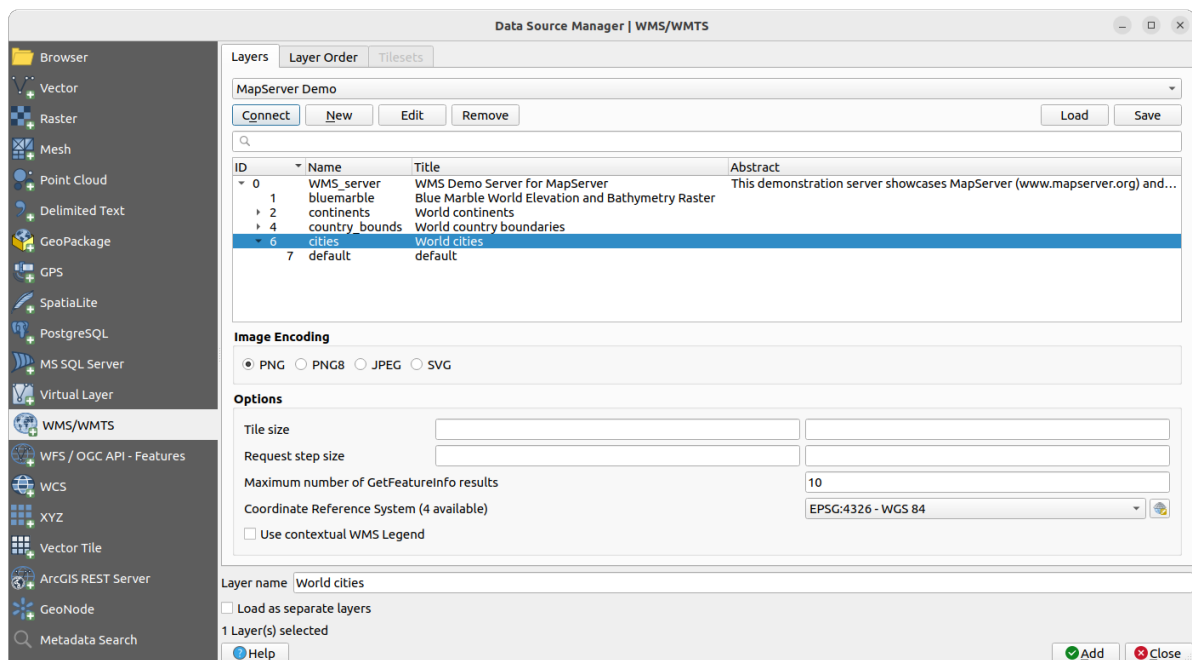 Data Source Manager | WMS/WMTS
Browser
Vector
Raster
Mesh
Point Cloud
Delimited Text
GeoPackage
GPS
SpatiaLite
PostgreSQL
MS SQL Server
Virtual Layer
WMS/WMTS
WFS / OGC API - Features
WCS
XYZ
Vector Tile
ArcGIS REST Server
GeoNode
Metadata Search
Layers Layer Order Tilesets
MapServer Demo
Connect New Edit Remove Load Save
ID Name Title Abstract
0 WMS_server WMS Demo Server for MapServer This demonstration server showcases MapServer (www.mapserver.org) and...
1 bluemarble Blue Marble World Elevation and Bathymetry Raster
2 continents World continents
4 country_bounds World country boundaries
6 cities World cities
7 default default
Image Encoding
PNG PNG8 JPEG SVG
Options
Tile size
Request step size
Maximum number of GetFeatureInfo results 10
Coordinate Reference System (4 available) EPSG:4326 - WGS 84
Use contextual WMS Legend
Layer name World cities
Load as separate layers
1 Layer(s) selected
Help Add Close